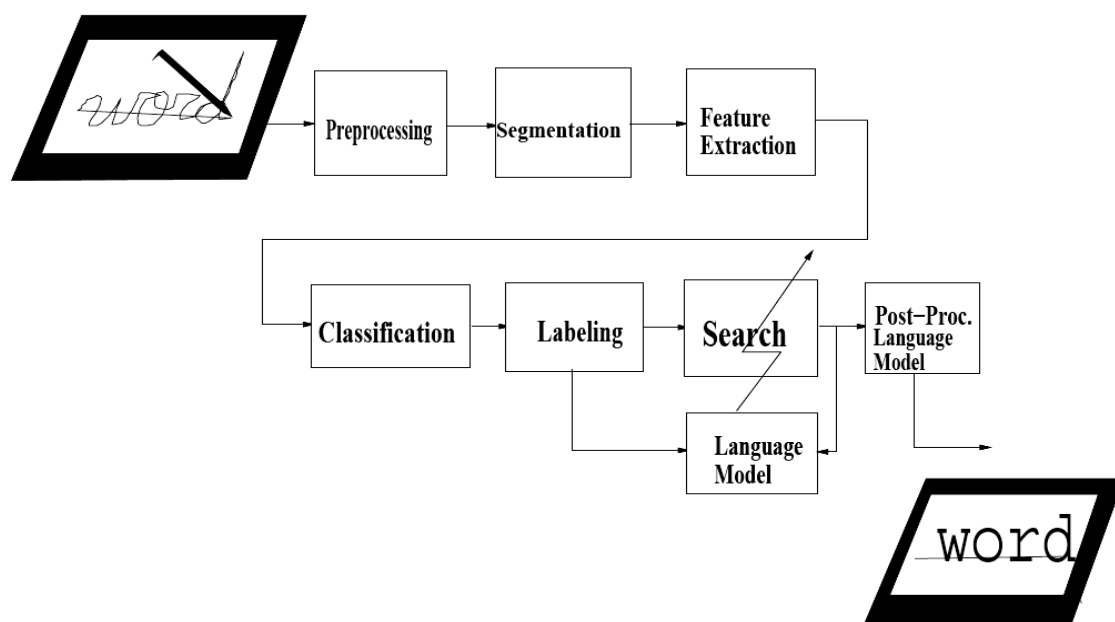 word
Preprocessing
Segmentation
Feature
Extraction
Classification
Labeling
Search
Post-Proc.
Language
Model
Language
Model
word